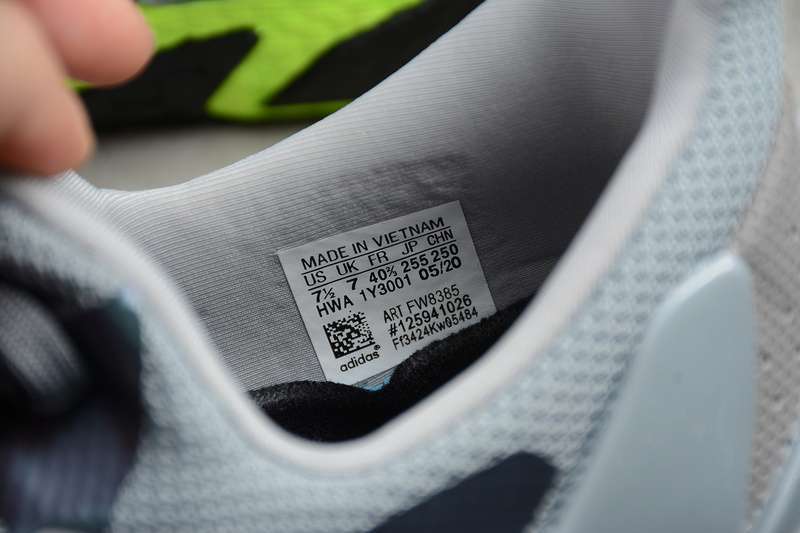 MADE IN VIETNAM
US UK FR JP CHN
7½ 7 40⅔ 255 250
HWA 1Y3001 05/20
ART FW8385
#125941026
Ff3424Kw05484
adidas®